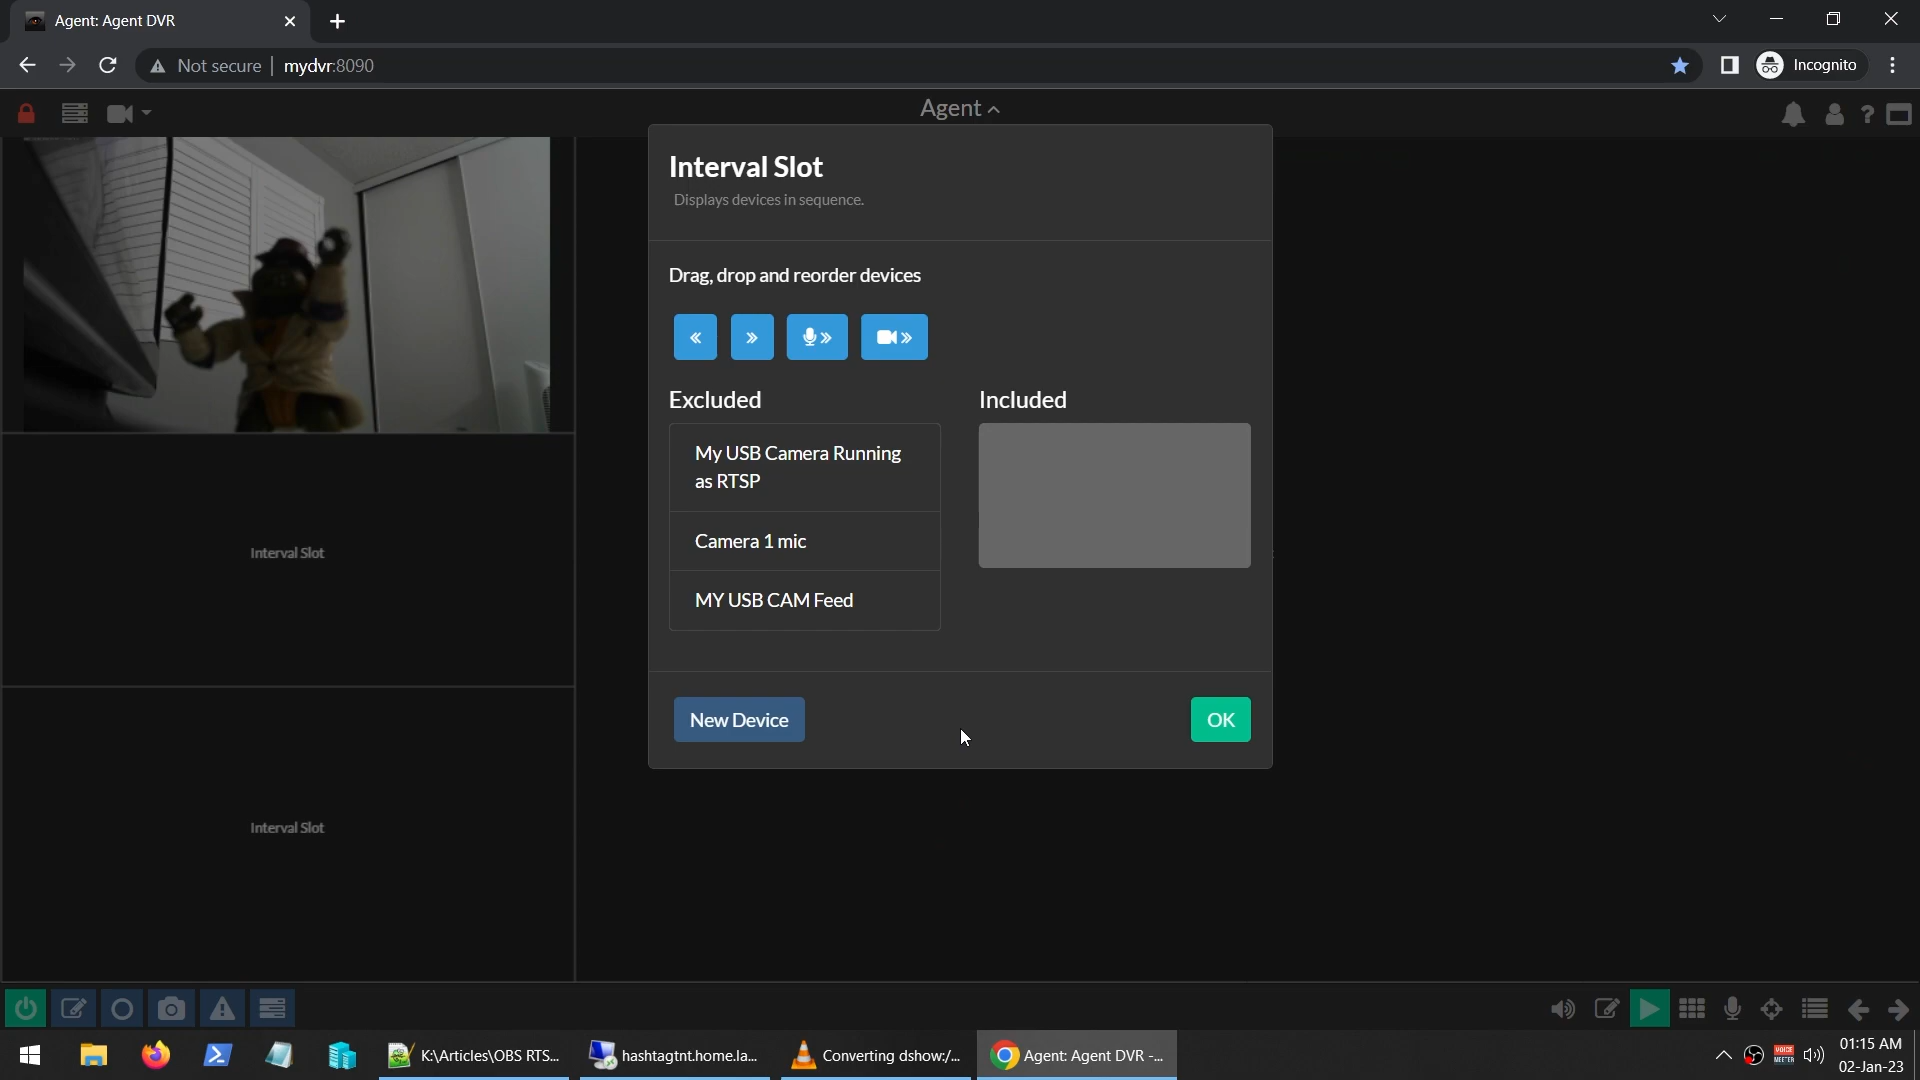 Agent: Agent DVR
Not secure
mydvr:8090
Incognito
Agent
?
Interval Slot
Displays devices in sequence.
Drag, drop and reorder devices
Excluded
Included
My USB Camera Running
as RTSP
Camera 1 mic
MY USB CAM Feed
New Device
OK
Interval Slot
Interval Slot
K:\Articles\OBS RTS...
hashtagtnt.home.la...
Converting dshow:/...
Agent: Agent DVR -...
VOICE
MEETER
01:15 AM
02-Jan-23